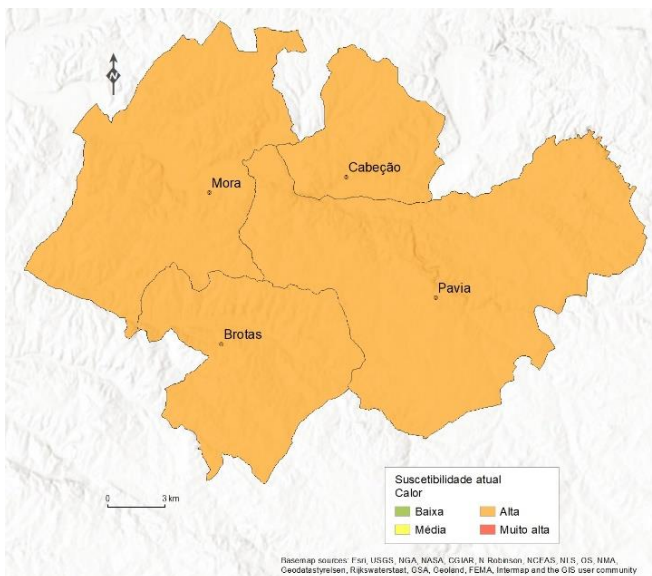 N
Cabeção
Mora
Pavia
Brotas
Suscetibilidade atual
Calor
Baixa
Alta
Média
Muito alta
0 3 km
Basemap sources: Esri, USGS, NGA, NASA, CGIAR, N Robinson, NCEAS, NLS, OS, NMA,
Geodatastyrelsen, Rijkswaterstaat, GSA, Geoland, FEMA, Intermap and the GIS user community